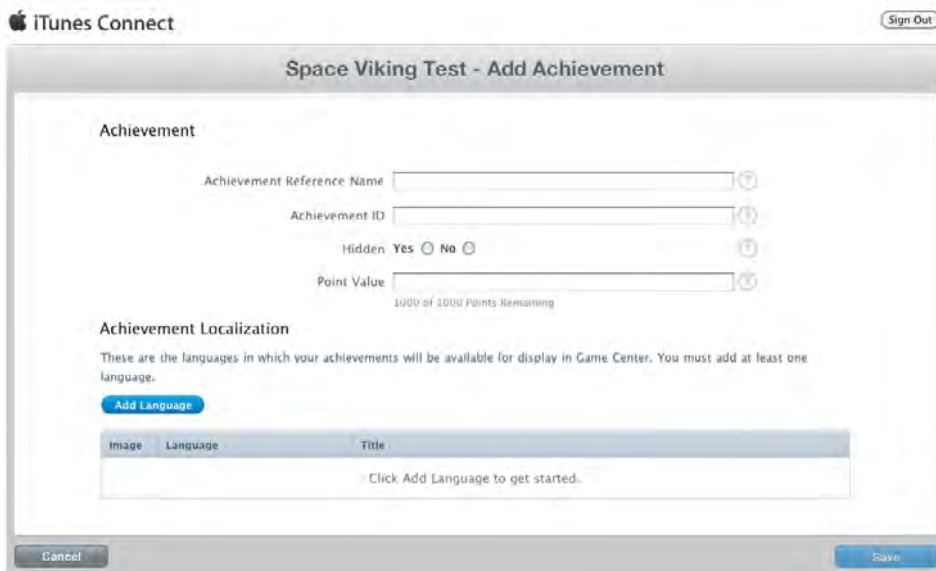 iTunes Connect
Sign Out
Space Viking Test - Add Achievement
Achievement
Achievement Reference Name ?
Achievement ID ?
Hidden Yes No ?
Point Value ?
1000 of 1000 Points Remaining
Achievement Localization
These are the languages in which your achievements will be available for display in Game Center. You must add at least one
language.
Add Language
Image Language Title
Click Add Language to get started.
Cancel Save